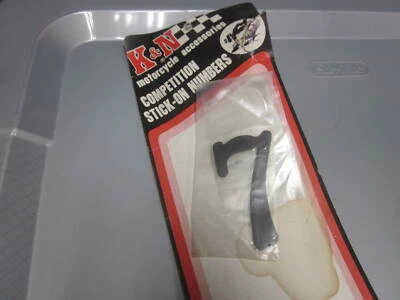 K&N
motorcycle accessories
COMPETITION
STICK-ON NUMBERS
7